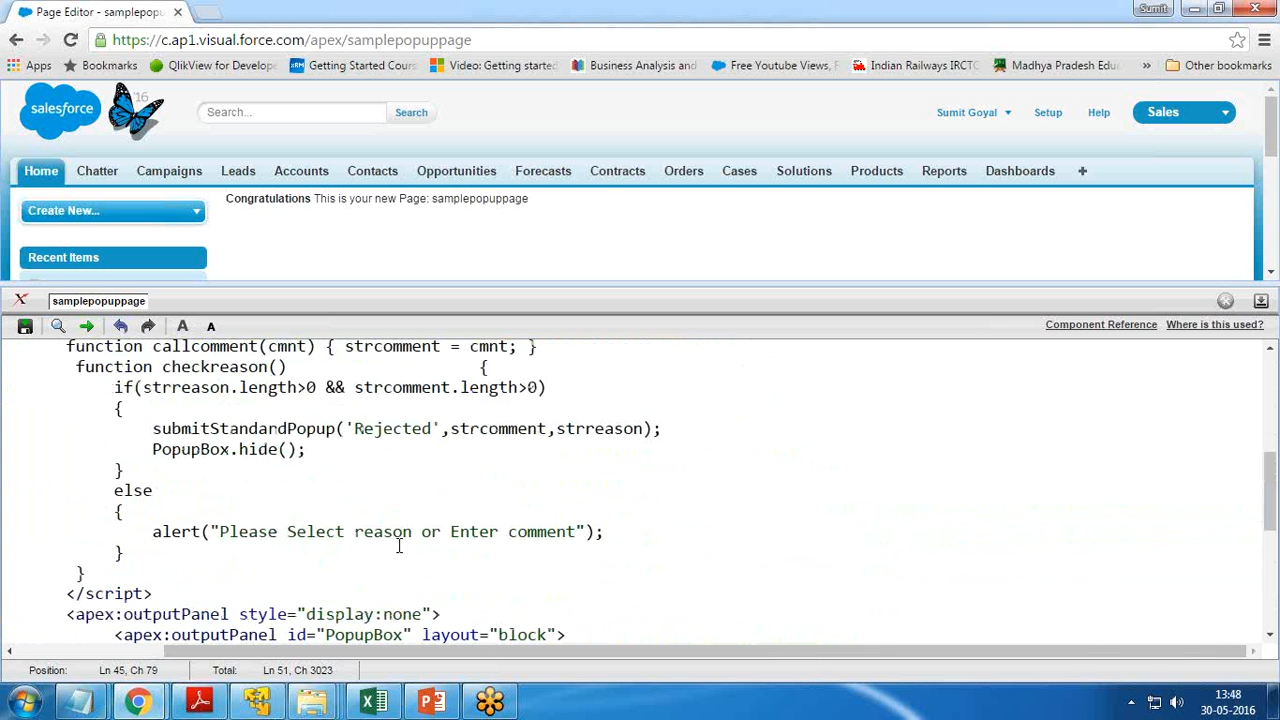 Page Editor - samplepopu
Sumit
https://c.ap1.visual.force.com/apex/samplepopuppage
Apps
Bookmarks
QlikView for Develope
Getting Started Cours
Video: Getting started
Business Analysis and
Free Youtube Views, F
Indian Railways IRCTC
Madhya Pradesh Edu
Other bookmarks
salesforce
'16
Search...
Search
Sumit Goyal
Setup
Help
Sales
Home
Chatter
Campaigns
Leads
Accounts
Contacts
Opportunities
Forecasts
Contracts
Orders
Cases
Solutions
Products
Reports
Dashboards
+
Create New...
Congratulations This is your new Page: samplepopuppage
Recent Items
samplepopuppage
A
A
Component Reference
Where is this used?
function callcomment(cmnt) { strcomment = cmnt; }
function checkreason() {
if(strreason.length>0 && strcomment.length>0)
{
submitStandardPopup('Rejected',strcomment,strreason);
PopupBox.hide();
}
else
{
alert("Please Select reason or Enter comment");
}
}
</script>
<apex:outputPanel style="display:none">
<apex:outputPanel id="PopupBox" layout="block">
Position: Ln 45, Ch 79 Total: Ln 51, Ch 3023
13:48
30-05-2016